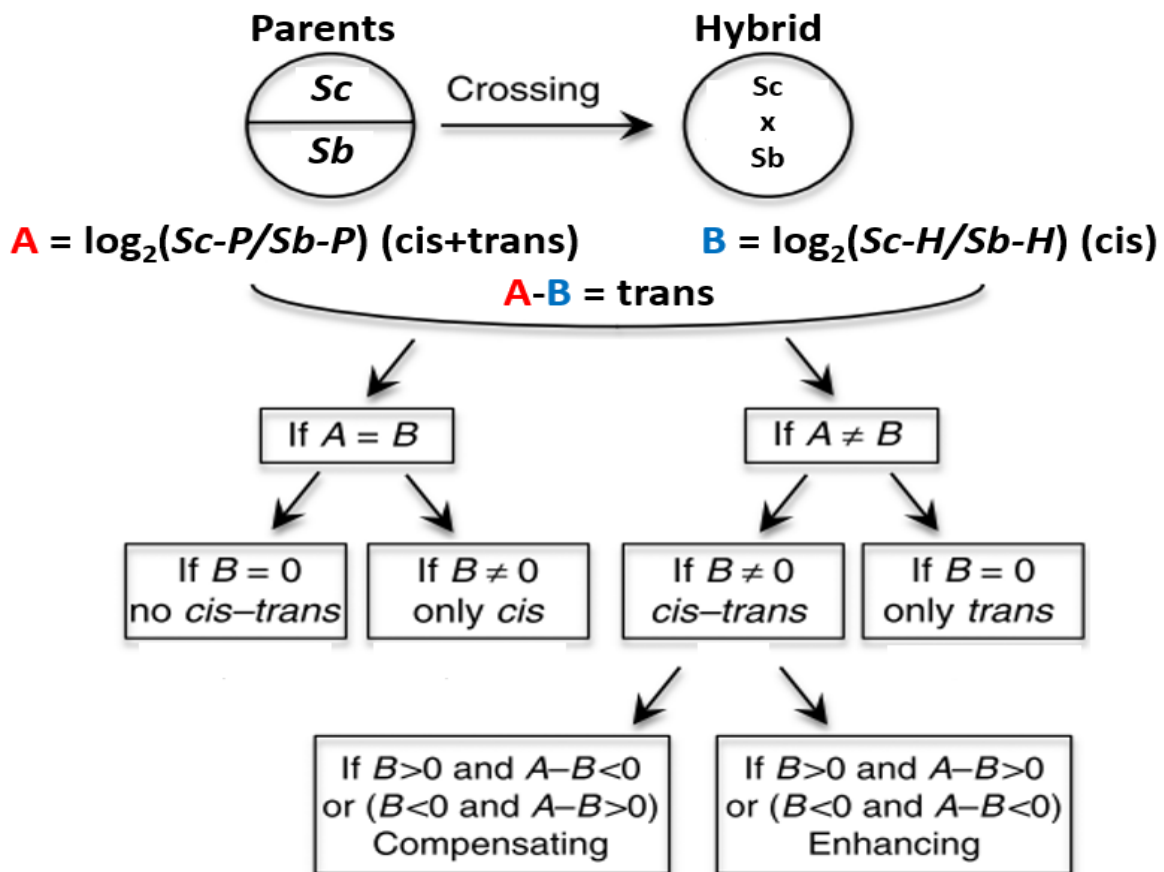 Parents
Hybrid
Sc
Sb
Crossing
Sc
x
Sb
A = log₂(Sc-P/Sb-P) (cis+trans)
B = log₂(Sc-H/Sb-H) (cis)
A-B = trans
If A = B
If A ≠ B
If B = 0
no cis–trans
If B ≠ 0
only cis
If B ≠ 0
cis–trans
If B = 0
only trans
If B>0 and A–B<0
or (B<0 and A–B>0)
Compensating
If B>0 and A–B>0
or (B<0 and A–B<0)
Enhancing